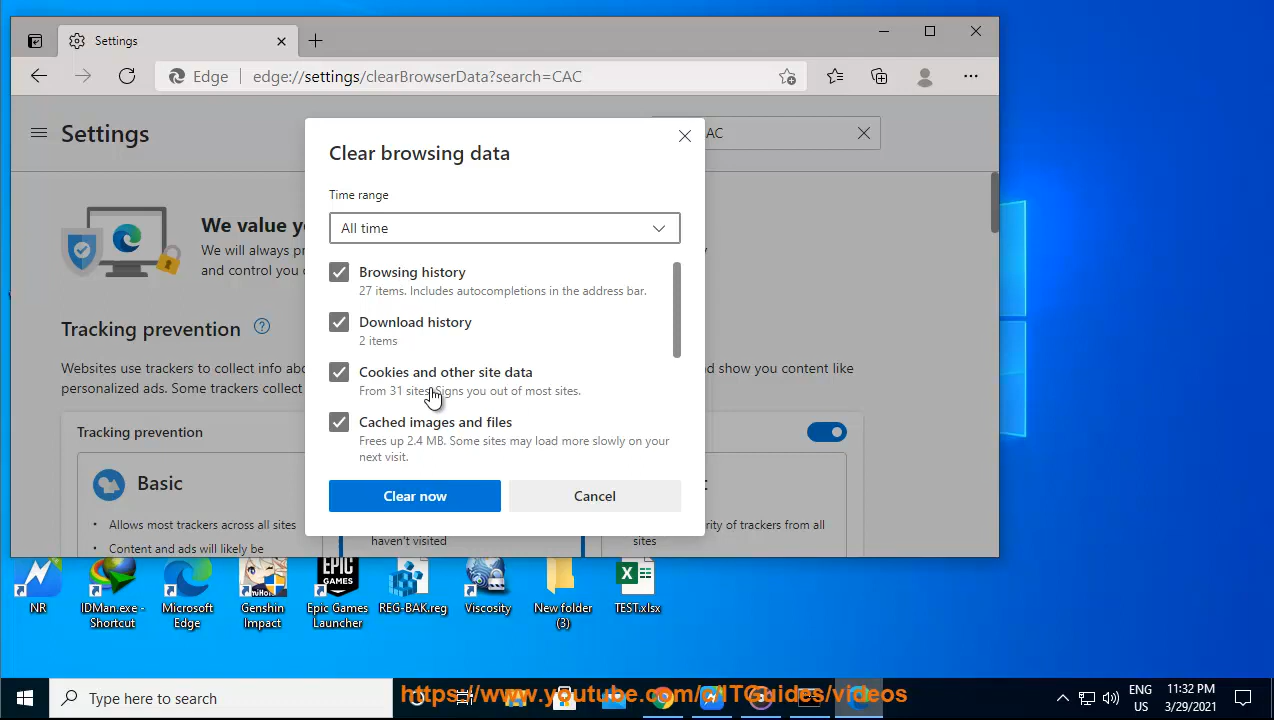 Settings
Edge
edge://settings/clearBrowserData?search=CAC
Settings
AC
Clear browsing data
Time range
All time
Browsing history
27 items. Includes autocompletions in the address bar.
Download history
2 items
Cookies and other site data
From 31 sites. Signs you out of most sites.
Cached images and files
Frees up 2.4 MB. Some sites may load more slowly on your
next visit.
Clear now
Cancel
We value y
We will always pr
and control you
Tracking prevention
Websites use trackers to collect info abo
d show you content like
personalized ads. Some trackers collect
Tracking prevention
Basic
Allows most trackers across all sites
Content and ads will likely be
haven't visited
rity of trackers from all
sites
NR
IDMan.exe -
Shortcut
Microsoft
Edge
Genshin
Impact
EPIC
GAMES
Epic Games
Launcher
REG-BAK.reg
Viscosity
New folder
(3)
TEST.xlsx
Type here to search
https://www.youtube.com/c/ITGuides/videos
ENG
US
11:32 PM
3/29/2021